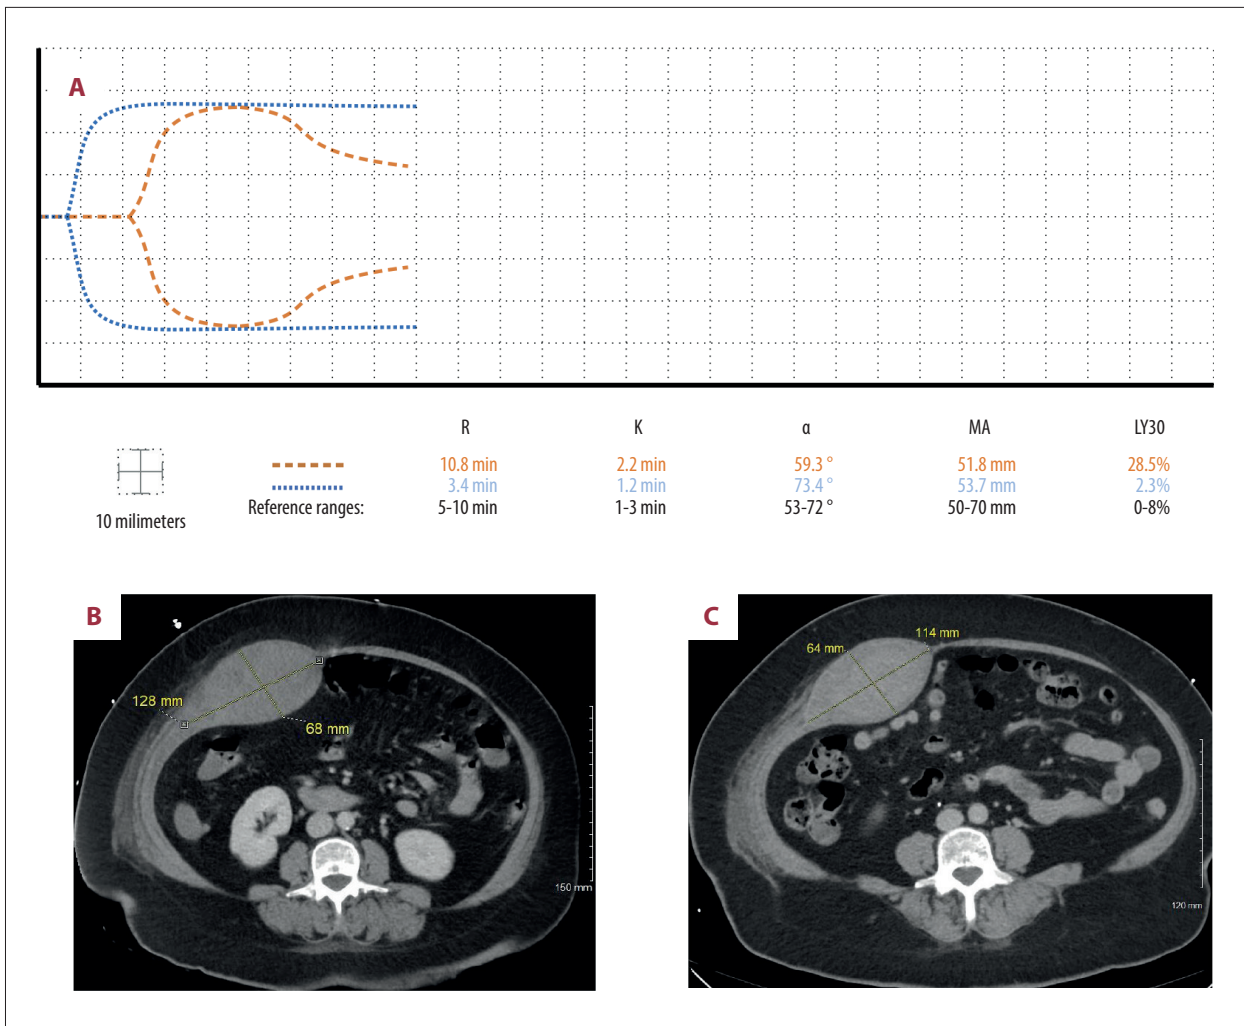 A
R K α MA LY30
10.8 min 2.2 min 59.3 ° 51.8 mm 28.5%
3.4 min 1.2 min 73.4 ° 53.7 mm 2.3%
Reference ranges: 5-10 min 1-3 min 53-72 ° 50-70 mm 0-8%
10 milimeters
B
128 mm
68 mm
150 mm
C
64 mm
114 mm
120 mm